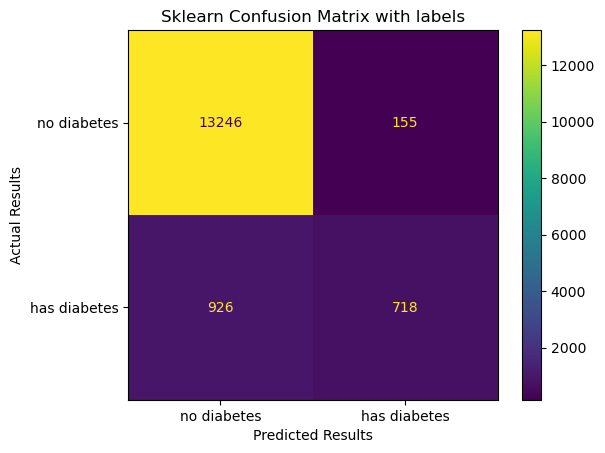 Sklearn Confusion Matrix with labels
12000
10000
8000
6000
4000
2000
Actual Results
no diabetes
has diabetes
13246
155
926
718
no diabetes
has diabetes
Predicted Results